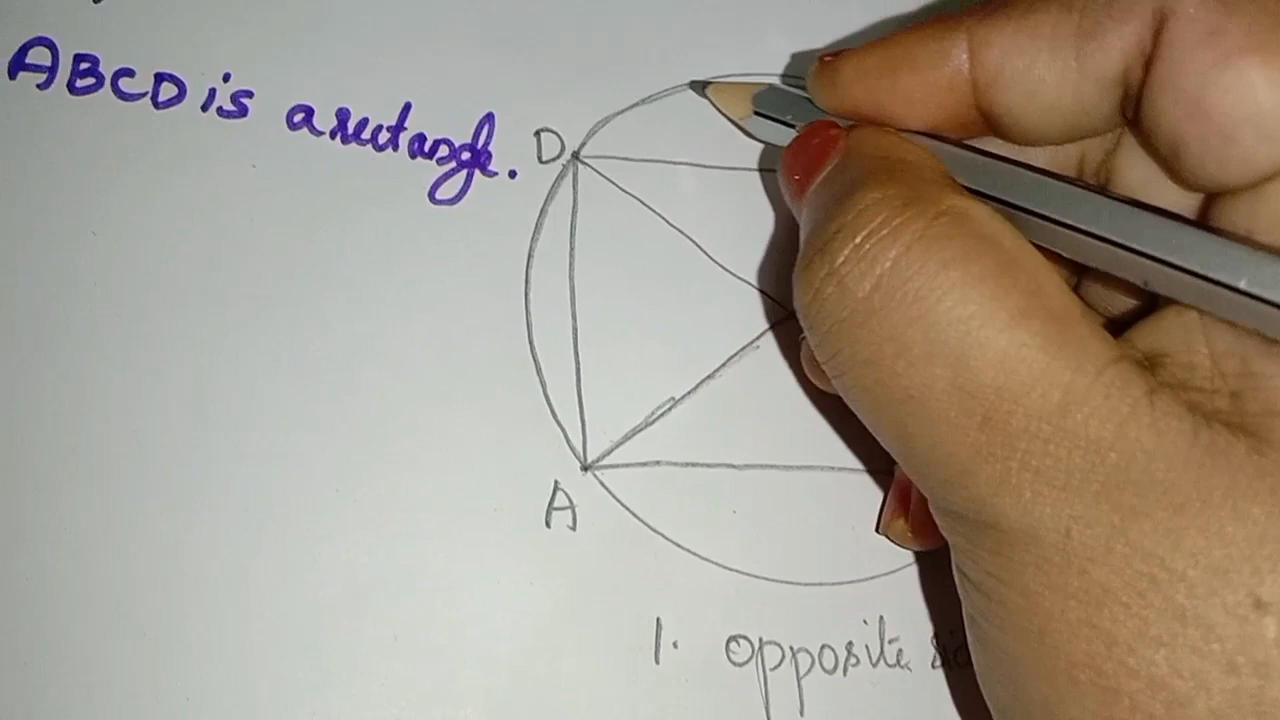 ABCD is a rectangle.
D
A
1. opposite